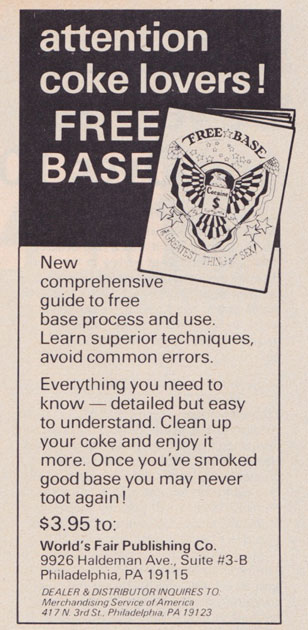 attention
coke lovers!
FREE
BASE
FREE☆BASE
Cocaine
$
GREATEST THING since SEX!
New
comprehensive
guide to free
base process and use.
Learn superior techniques,
avoid common errors.
Everything you need to
know — detailed but easy
to understand. Clean up
your coke and enjoy it
more. Once you've smoked
good base you may never
toot again!
$3.95 to:
World's Fair Publishing Co.
9926 Haldeman Ave., Suite #3-B
Philadelphia, PA 19115
DEALER & DISTRIBUTOR INQUIRES TO:
Merchandising Service of America
417 N. 3rd St., Philadelphia, PA 19123